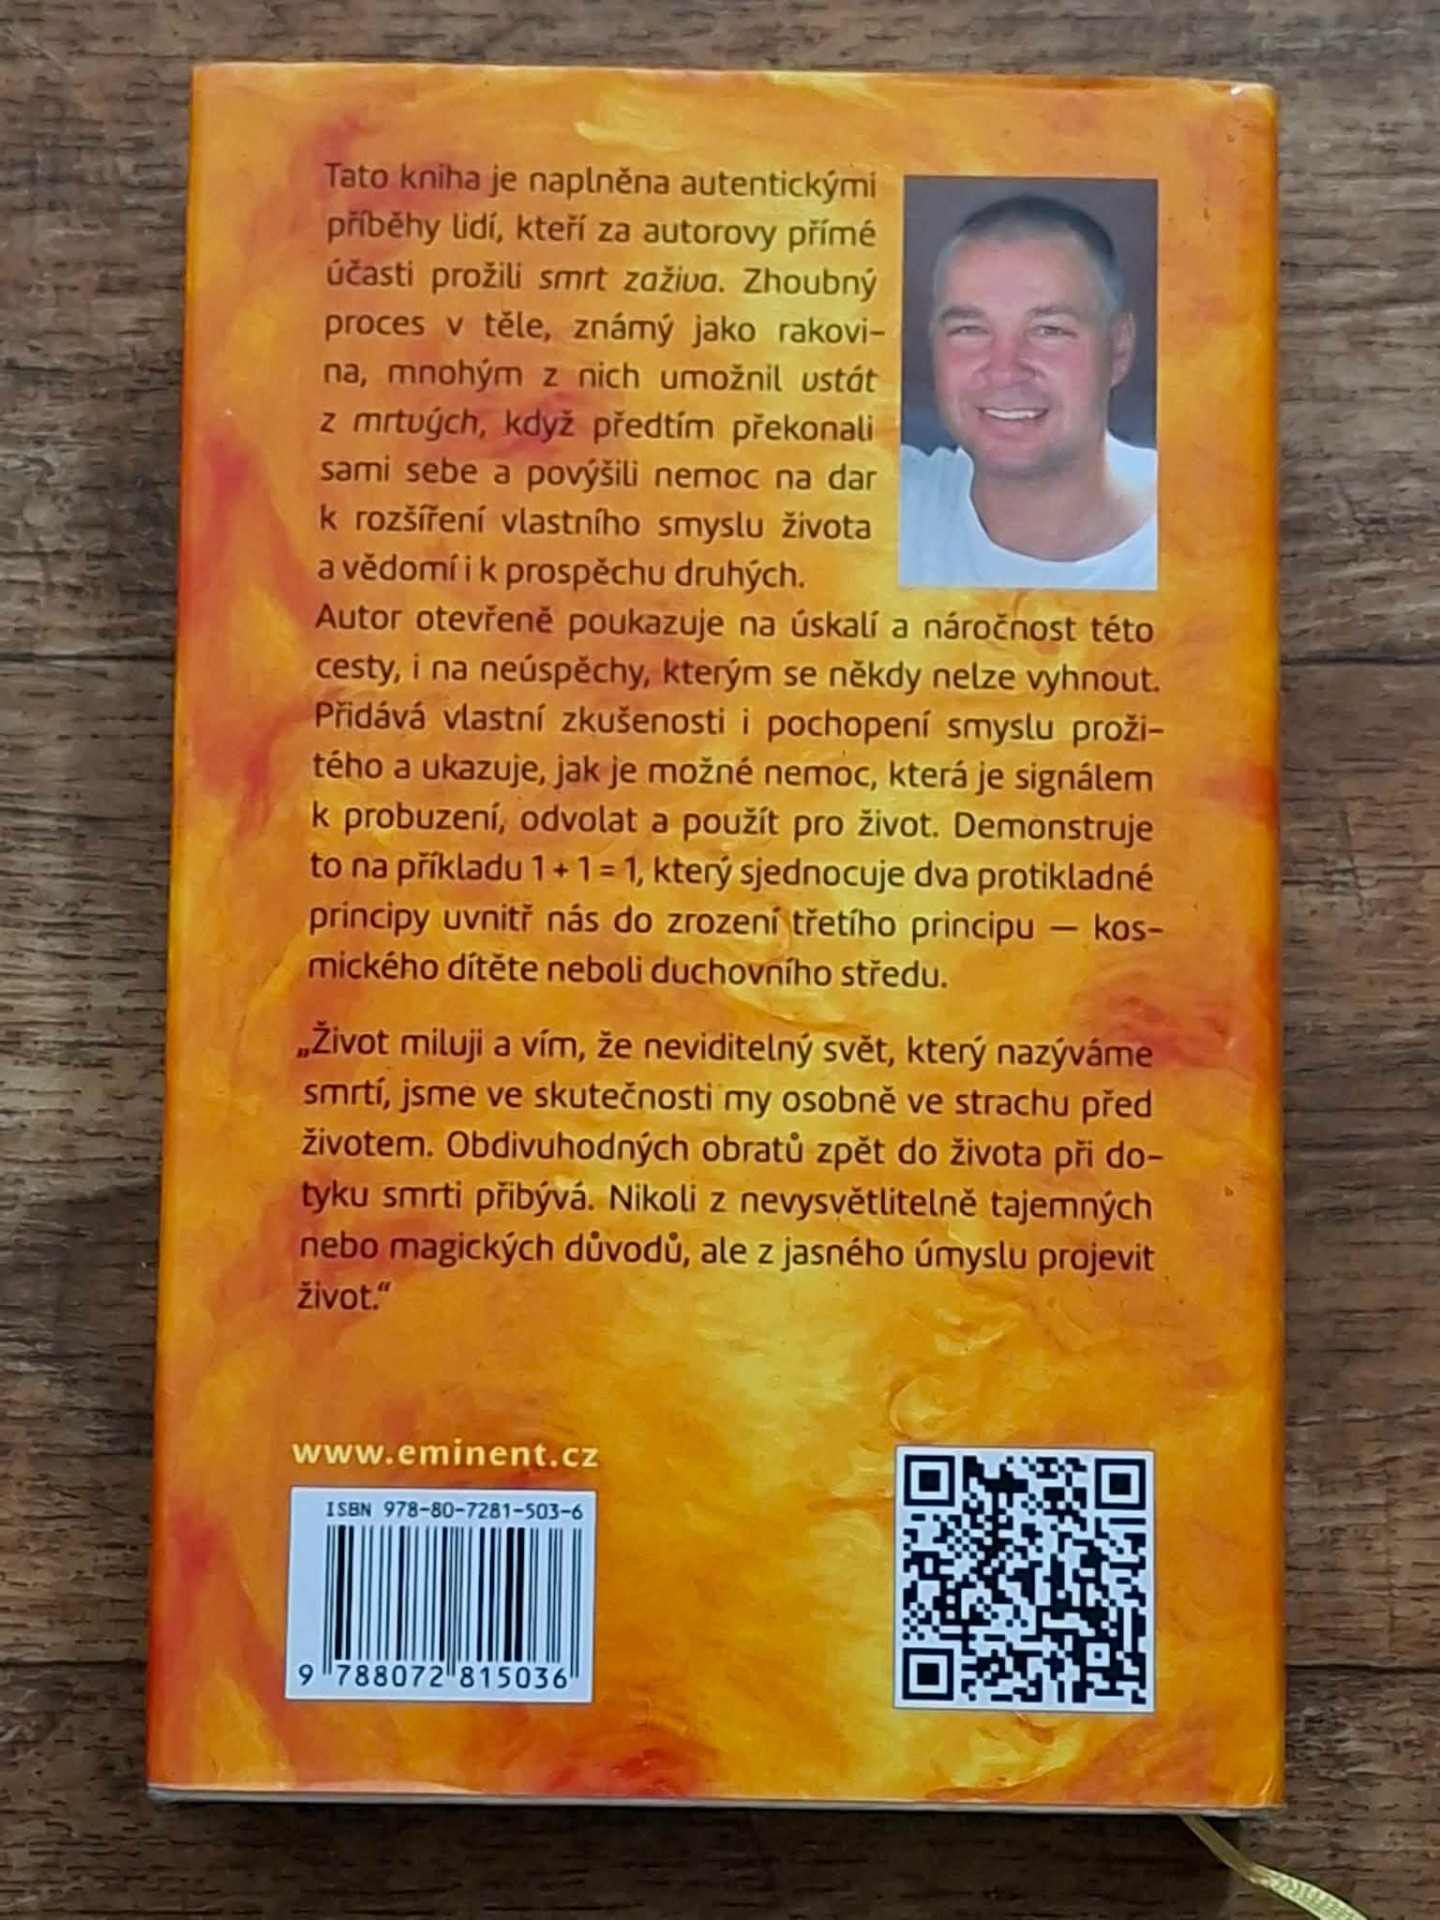 Tato kniha je naplněna autentickými
příběhy lidí, kteří za autorovy přímé
účasti prožili smrt zaživa. Zhoubný
proces v těle, známý jako rakovi-
na, mnohým z nich umožnil vstát
z mrtvých, když předtím překonali
sami sebe a povýšili nemoc na dar
k rozšíření vlastního smyslu života
a vědomí i k prospěchu druhých.
Autor otevřeně poukazuje na úskalí a náročnost této
cesty, i na neúspěchy, kterým se někdy nelze vyhnout.
Přidává vlastní zkušenosti i pochopení smyslu proži-
tého a ukazuje, jak je možné nemoc, která je signálem
k probuzení, odvolat a použít pro život. Demonstruje
to na příkladu 1 + 1 = 1, který sjednocuje dva protikladné
principy uvnitř nás do zrození třetího principu — kos-
mického dítěte neboli duchovního středu.
„Život miluji a vím, že neviditelný svět, který nazýváme
smrtí, jsme ve skutečnosti my osobně ve strachu před
životem. Obdivuhodných obratů zpět do života při do-
tyku smrti přibývá. Nikoli z nevysvětlitelně tajemných
nebo magických důvodů, ale z jasného úmyslu projevit
život.“
www.eminent.cz
ISBN 978-80-7281-503-6
9 788072 815036